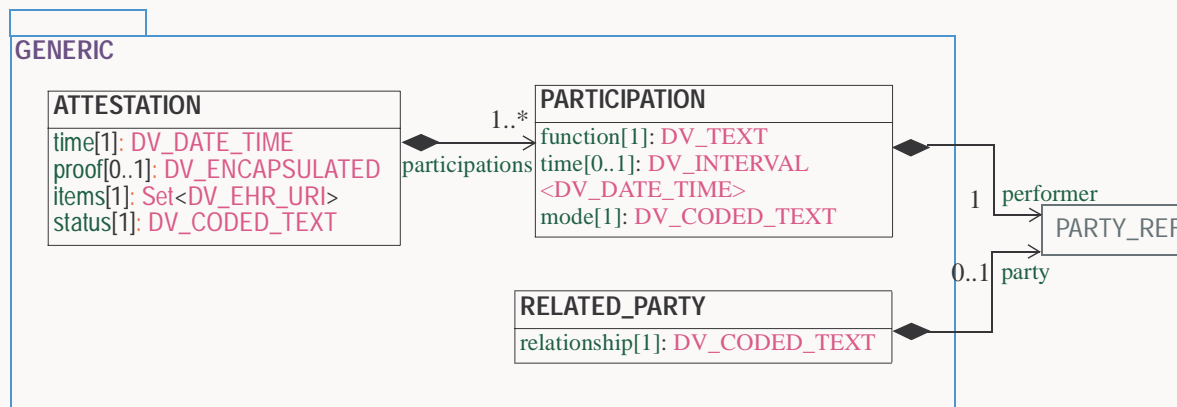 GENERIC
ATTESTATION
time[1]: DV_DATE_TIME
proof[0..1]: DV_ENCAPSULATED
items[1]: Set<DV_EHR_URI>
status[1]: DV_CODED_TEXT
1..*
participations
PARTICIPATION
function[1]: DV_TEXT
time[0..1]: DV_INTERVAL
<DV_DATE_TIME>
mode[1]: DV_CODED_TEXT
1
performer
PARTY_REF
0..1
party
RELATED_PARTY
relationship[1]: DV_CODED_TEXT